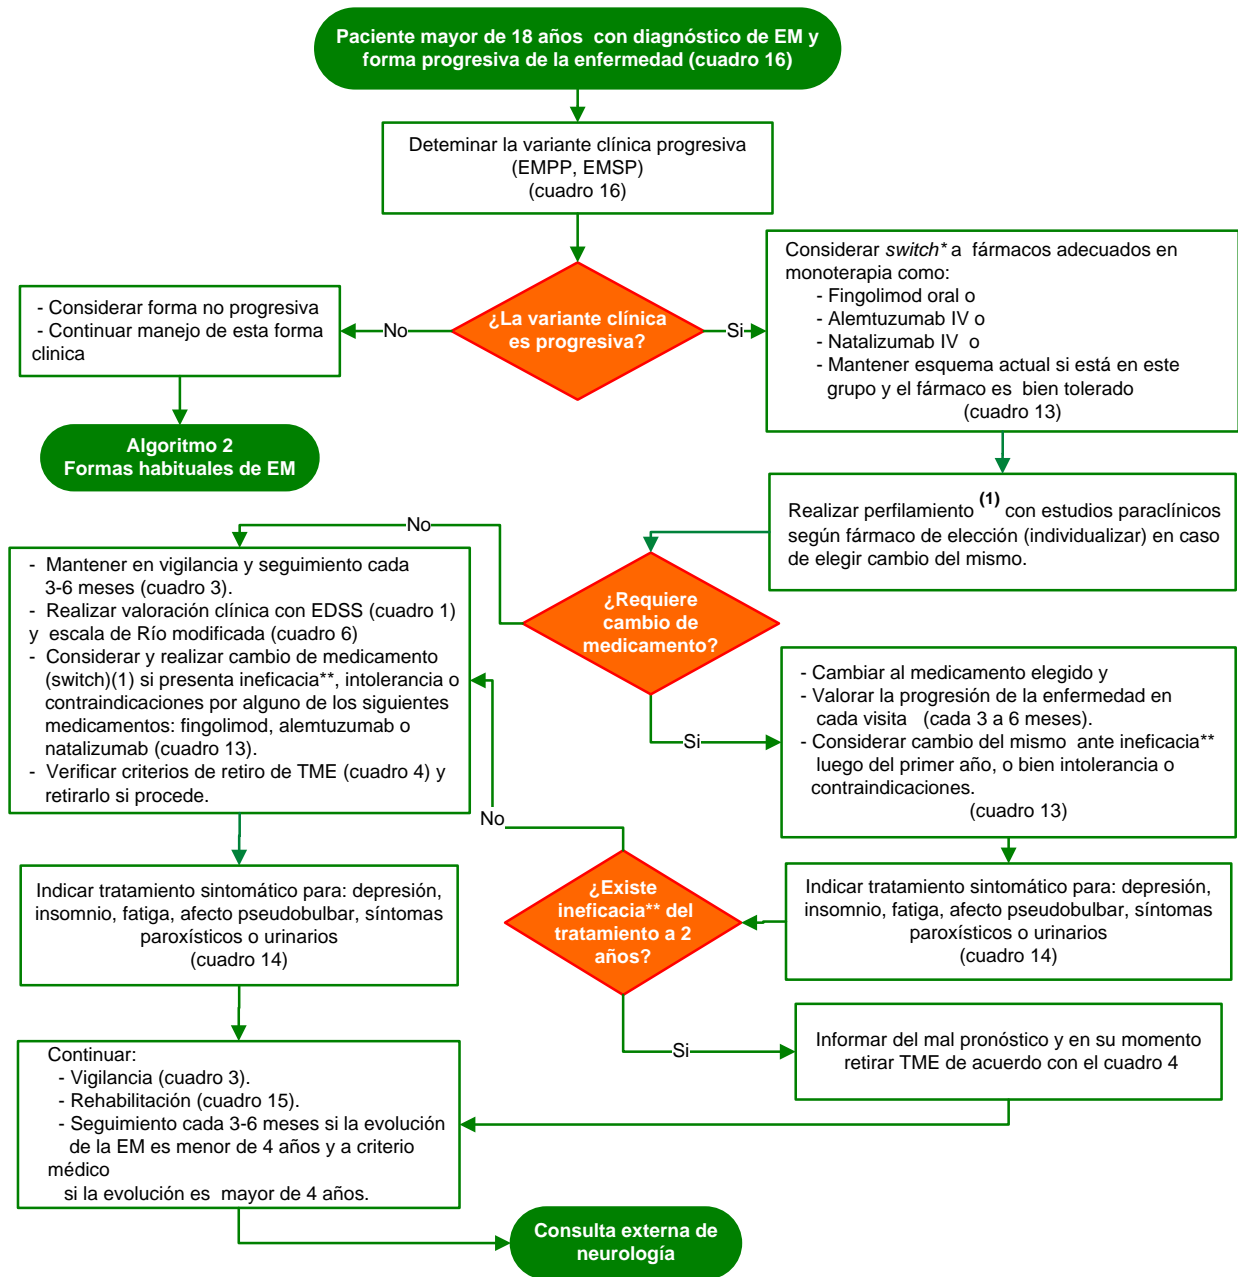 Paciente mayor de 18 años con diagnóstico de EM y
forma progresiva de la enfermedad (cuadro 16)
Deteminar la variante clínica progresiva
(EMPP, EMSP)
(cuadro 16)
¿La variante clínica
es progresiva?
No
Si
- Considerar forma no progresiva
- Continuar manejo de esta forma
clinica
Algoritmo 2
Formas habituales de EM
Considerar switch* a fármacos adecuados en
monoterapia como:
- Fingolimod oral o
- Alemtuzumab IV o
- Natalizumab IV o
- Mantener esquema actual si está en este
grupo y el fármaco es bien tolerado
(cuadro 13)
Realizar perfilamiento (1) con estudios paraclínicos
según fármaco de elección (individualizar) en caso
de elegir cambio del mismo.
¿Requiere
cambio de
medicamento?
No
Si
- Mantener en vigilancia y seguimiento cada
3-6 meses (cuadro 3).
- Realizar valoración clínica con EDSS (cuadro 1)
y escala de Río modificada (cuadro 6)
- Considerar y realizar cambio de medicamento
(switch)(1) si presenta ineficacia**, intolerancia o
contraindicaciones por alguno de los siguientes
medicamentos: fingolimod, alemtuzumab o
natalizumab (cuadro 13).
- Verificar criterios de retiro de TME (cuadro 4) y
retirarlo si procede.
- Cambiar al medicamento elegido y
- Valorar la progresión de la enfermedad en
cada visita (cada 3 a 6 meses).
- Considerar cambio del mismo ante ineficacia**
luego del primer año, o bien intolerancia o
contraindicaciones.
(cuadro 13)
Indicar tratamiento sintomático para: depresión,
insomnio, fatiga, afecto pseudobulbar, síntomas
paroxísticos o urinarios
(cuadro 14)
¿Existe
ineficacia** del
tratamiento a 2
años?
No
Si
Indicar tratamiento sintomático para: depresión,
insomnio, fatiga, afecto pseudobulbar, síntomas
paroxísticos o urinarios
(cuadro 14)
Informar del mal pronóstico y en su momento
retirar TME de acuerdo con el cuadro 4
Continuar:
- Vigilancia (cuadro 3).
- Rehabilitación (cuadro 15).
- Seguimiento cada 3-6 meses si la evolución
de la EM es menor de 4 años y a criterio
médico
si la evolución es mayor de 4 años.
Consulta externa de
neurología